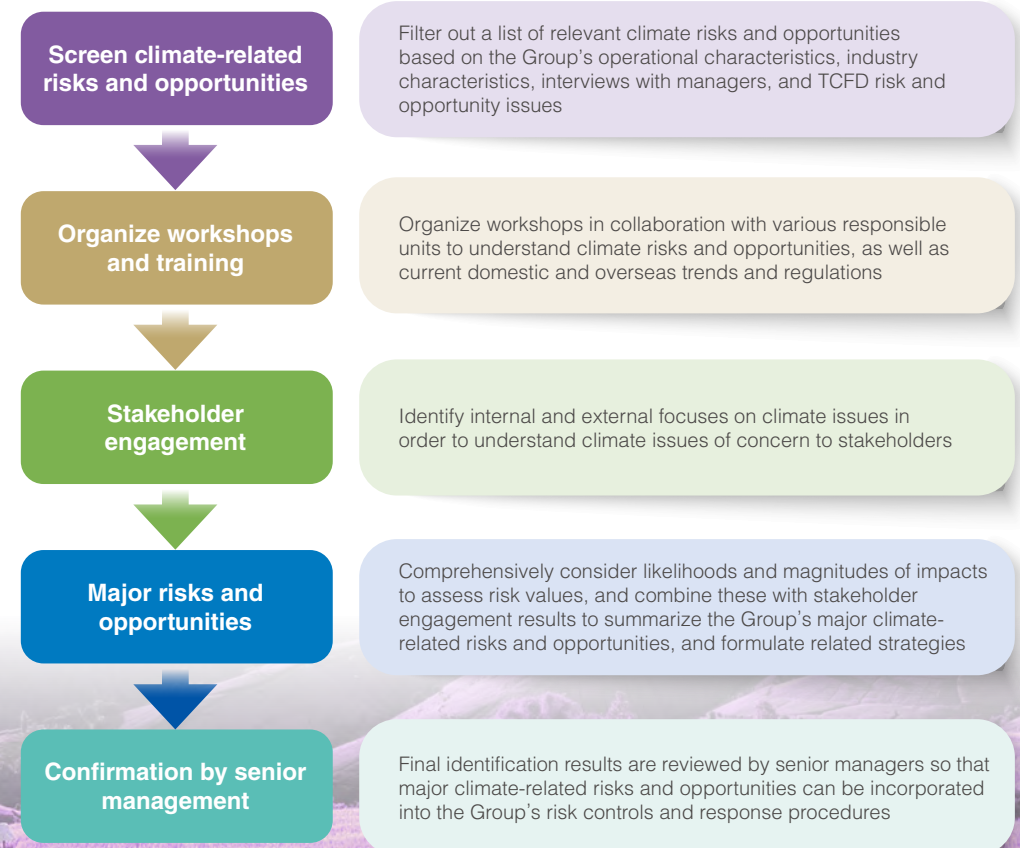 Screen climate-related
risks and opportunities
Filter out a list of relevant climate risks and opportunities
based on the Group's operational characteristics, industry
characteristics, interviews with managers, and TCFD risk and
opportunity issues
Organize workshops
and training
Organize workshops in collaboration with various responsible
units to understand climate risks and opportunities, as well as
current domestic and overseas trends and regulations
Stakeholder
engagement
Identify internal and external focuses on climate issues in
order to understand climate issues of concern to stakeholders
Major risks and
opportunities
Comprehensively consider likelihoods and magnitudes of impacts
to assess risk values, and combine these with stakeholder
engagement results to summarize the Group's major climate-
related risks and opportunities, and formulate related strategies
Confirmation by senior
management
Final identification results are reviewed by senior managers so that
major climate-related risks and opportunities can be incorporated
into the Group's risk controls and response procedures